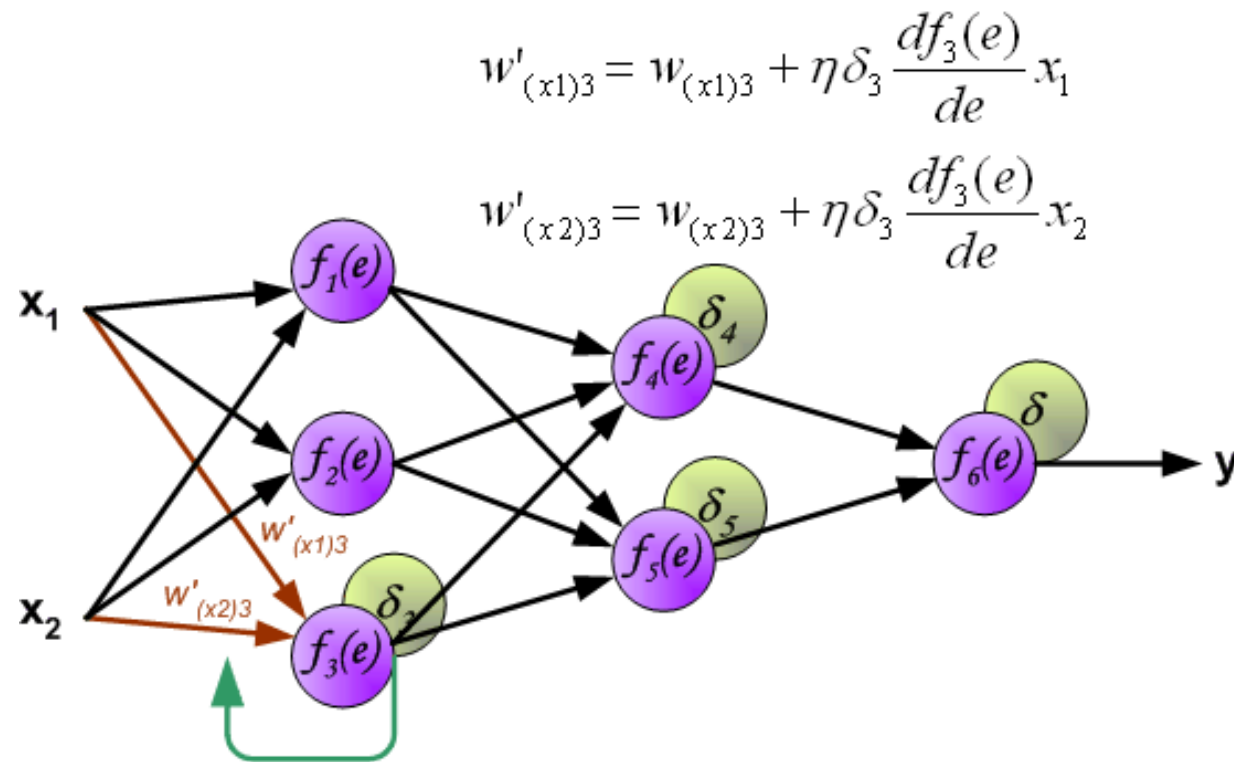 w'₍ₓ₁₎₃ = w₍ₓ₁₎₃ + ηδ₃ df₃(e)/de x₁
w'₍ₓ₂₎₃ = w₍ₓ₂₎₃ + ηδ₃ df₃(e)/de x₂
f₁(e)
x₁
δ₄
f₄(e)
δ
f₂(e)
f₆(e)
y
δ₅
w'₍ₓ₁₎₃
f₅(e)
w'₍ₓ₂₎₃
x₂
δ₃
f₃(e)